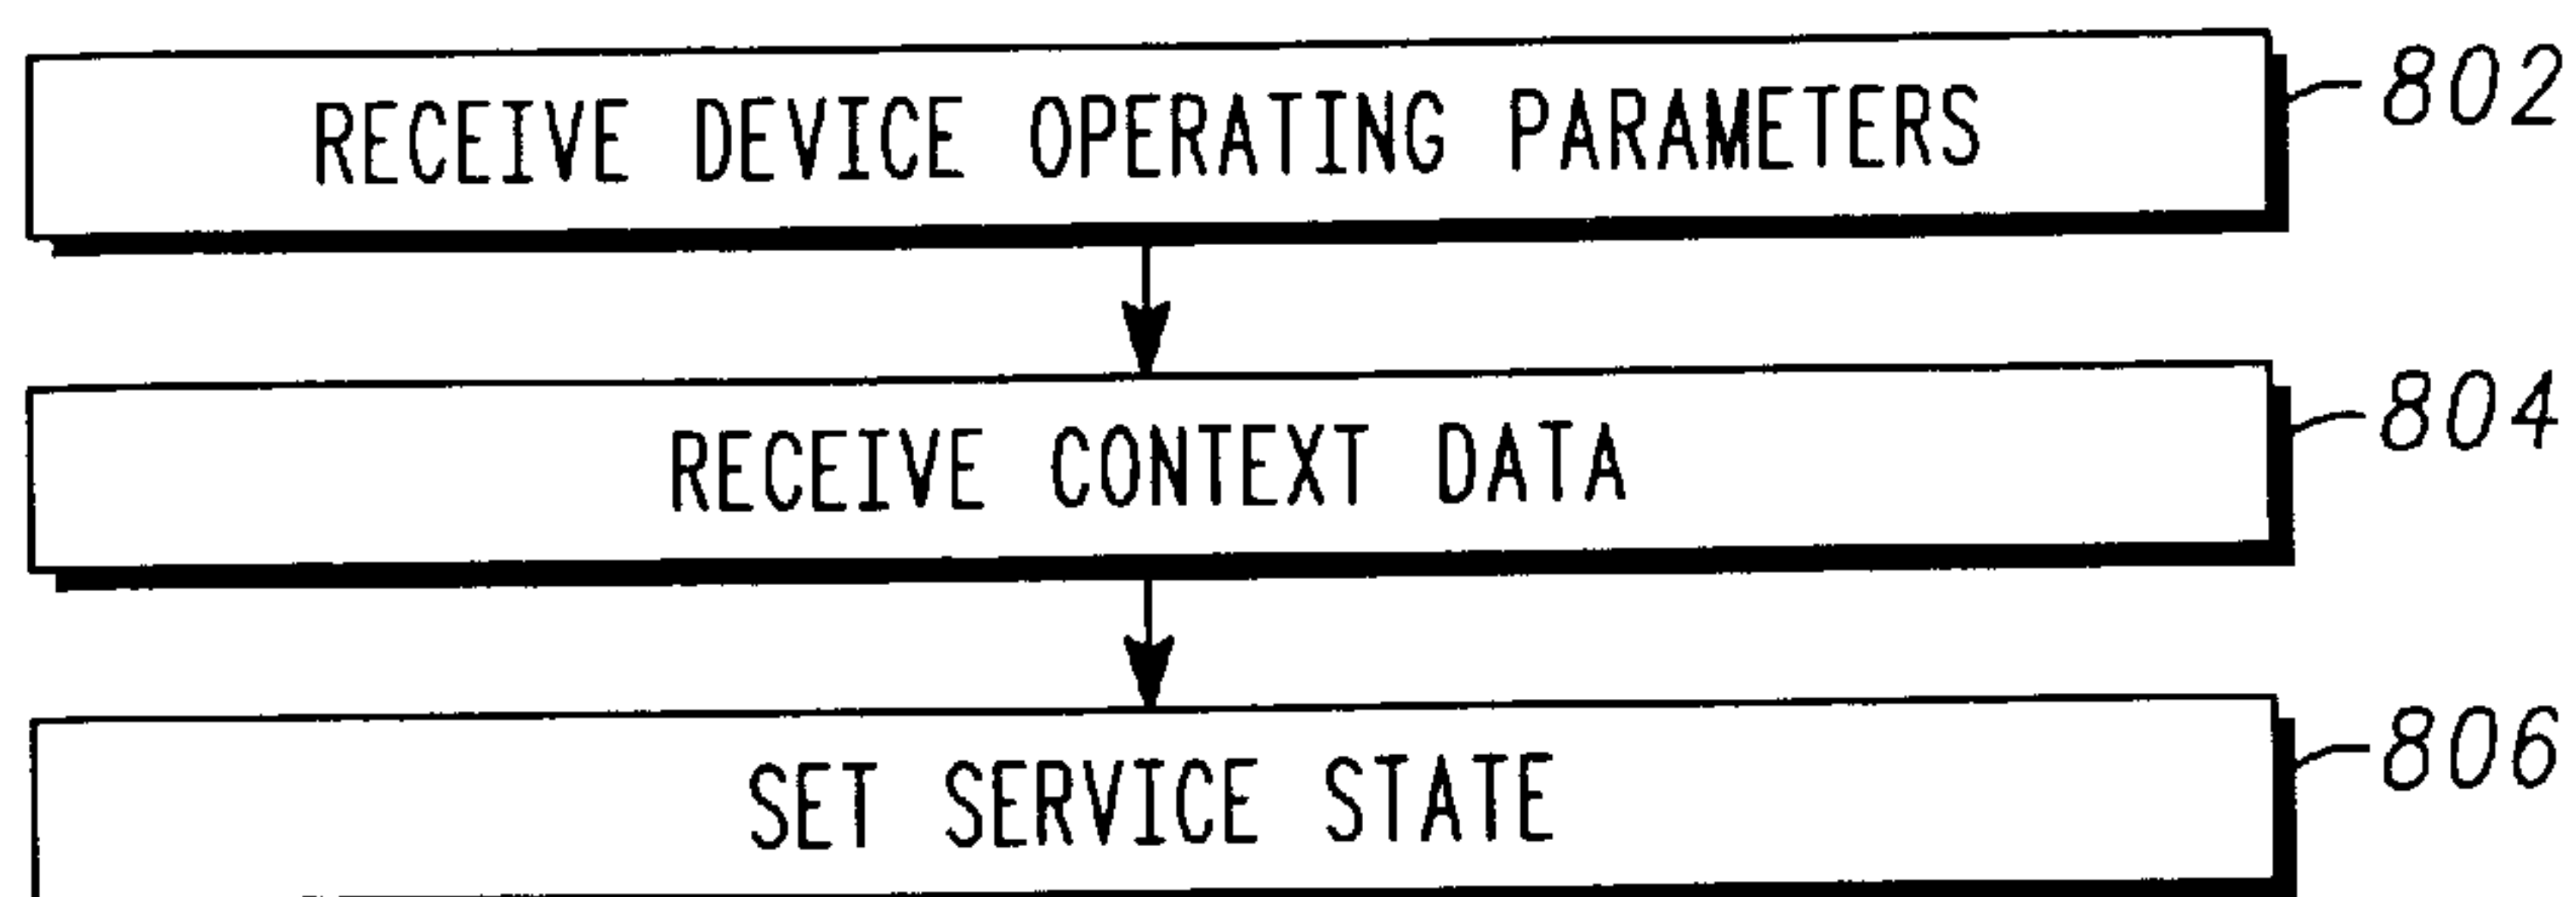 RECEIVE DEVICE OPERATING PARAMETERS 802
RECEIVE CONTEXT DATA 804
SET SERVICE STATE 806